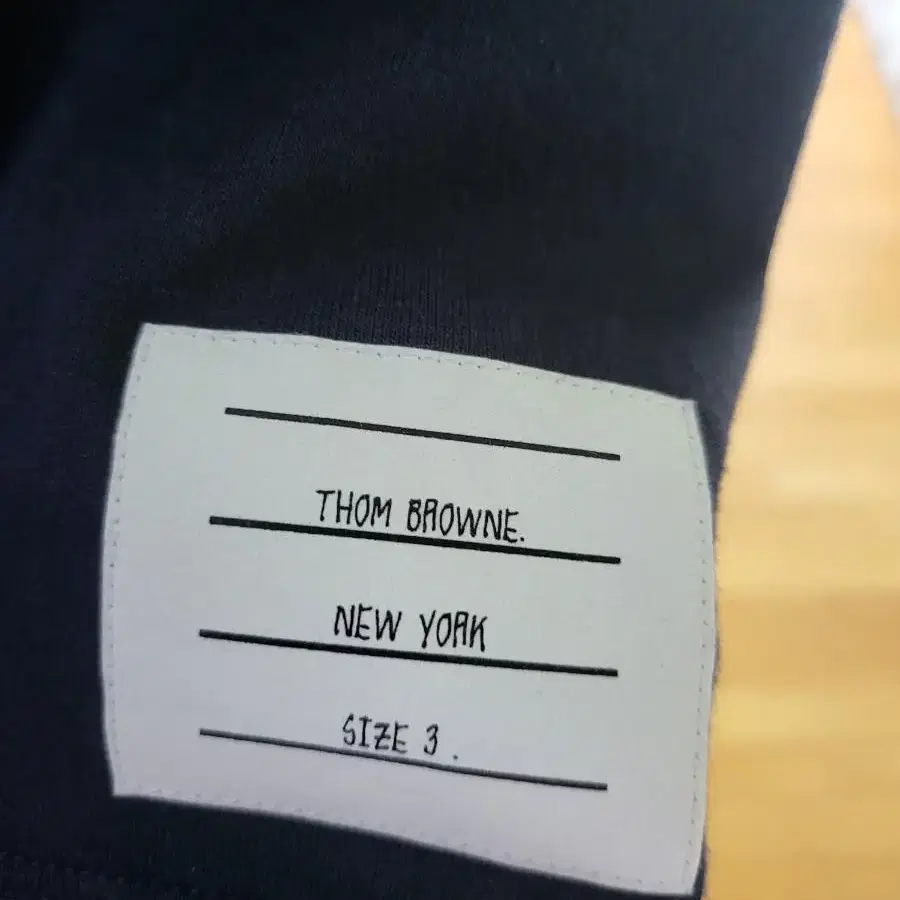 THOM BROWNE.
NEW YORK
SIZE 3.